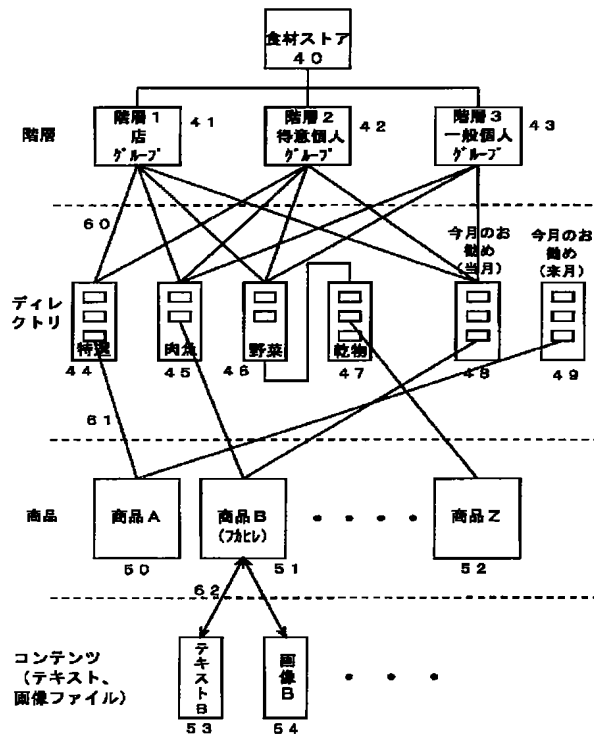 食材ストア
４０
階層
階層１
店
ｸﾞﾙｰﾌﾟ
４１
階層２
得意個人
ｸﾞﾙｰﾌﾟ
４２
階層３
一般個人
ｸﾞﾙｰﾌﾟ
４３
６０
今月のお
勧め
(当月)
今月のお
勧め
(来月)
ディレ
クトリ
特選
肉魚
野菜
乾物
４４
４５
４６
４７
４８
４９
６１
商品
商品Ａ
商品Ｂ
(ﾌｶﾋﾚ)
・・・・
商品Ｚ
５０
５１
５２
６２
コンテンツ
（テキスト、
画像ファイル）
テキストＢ
画像Ｂ
・・・
５３
５４